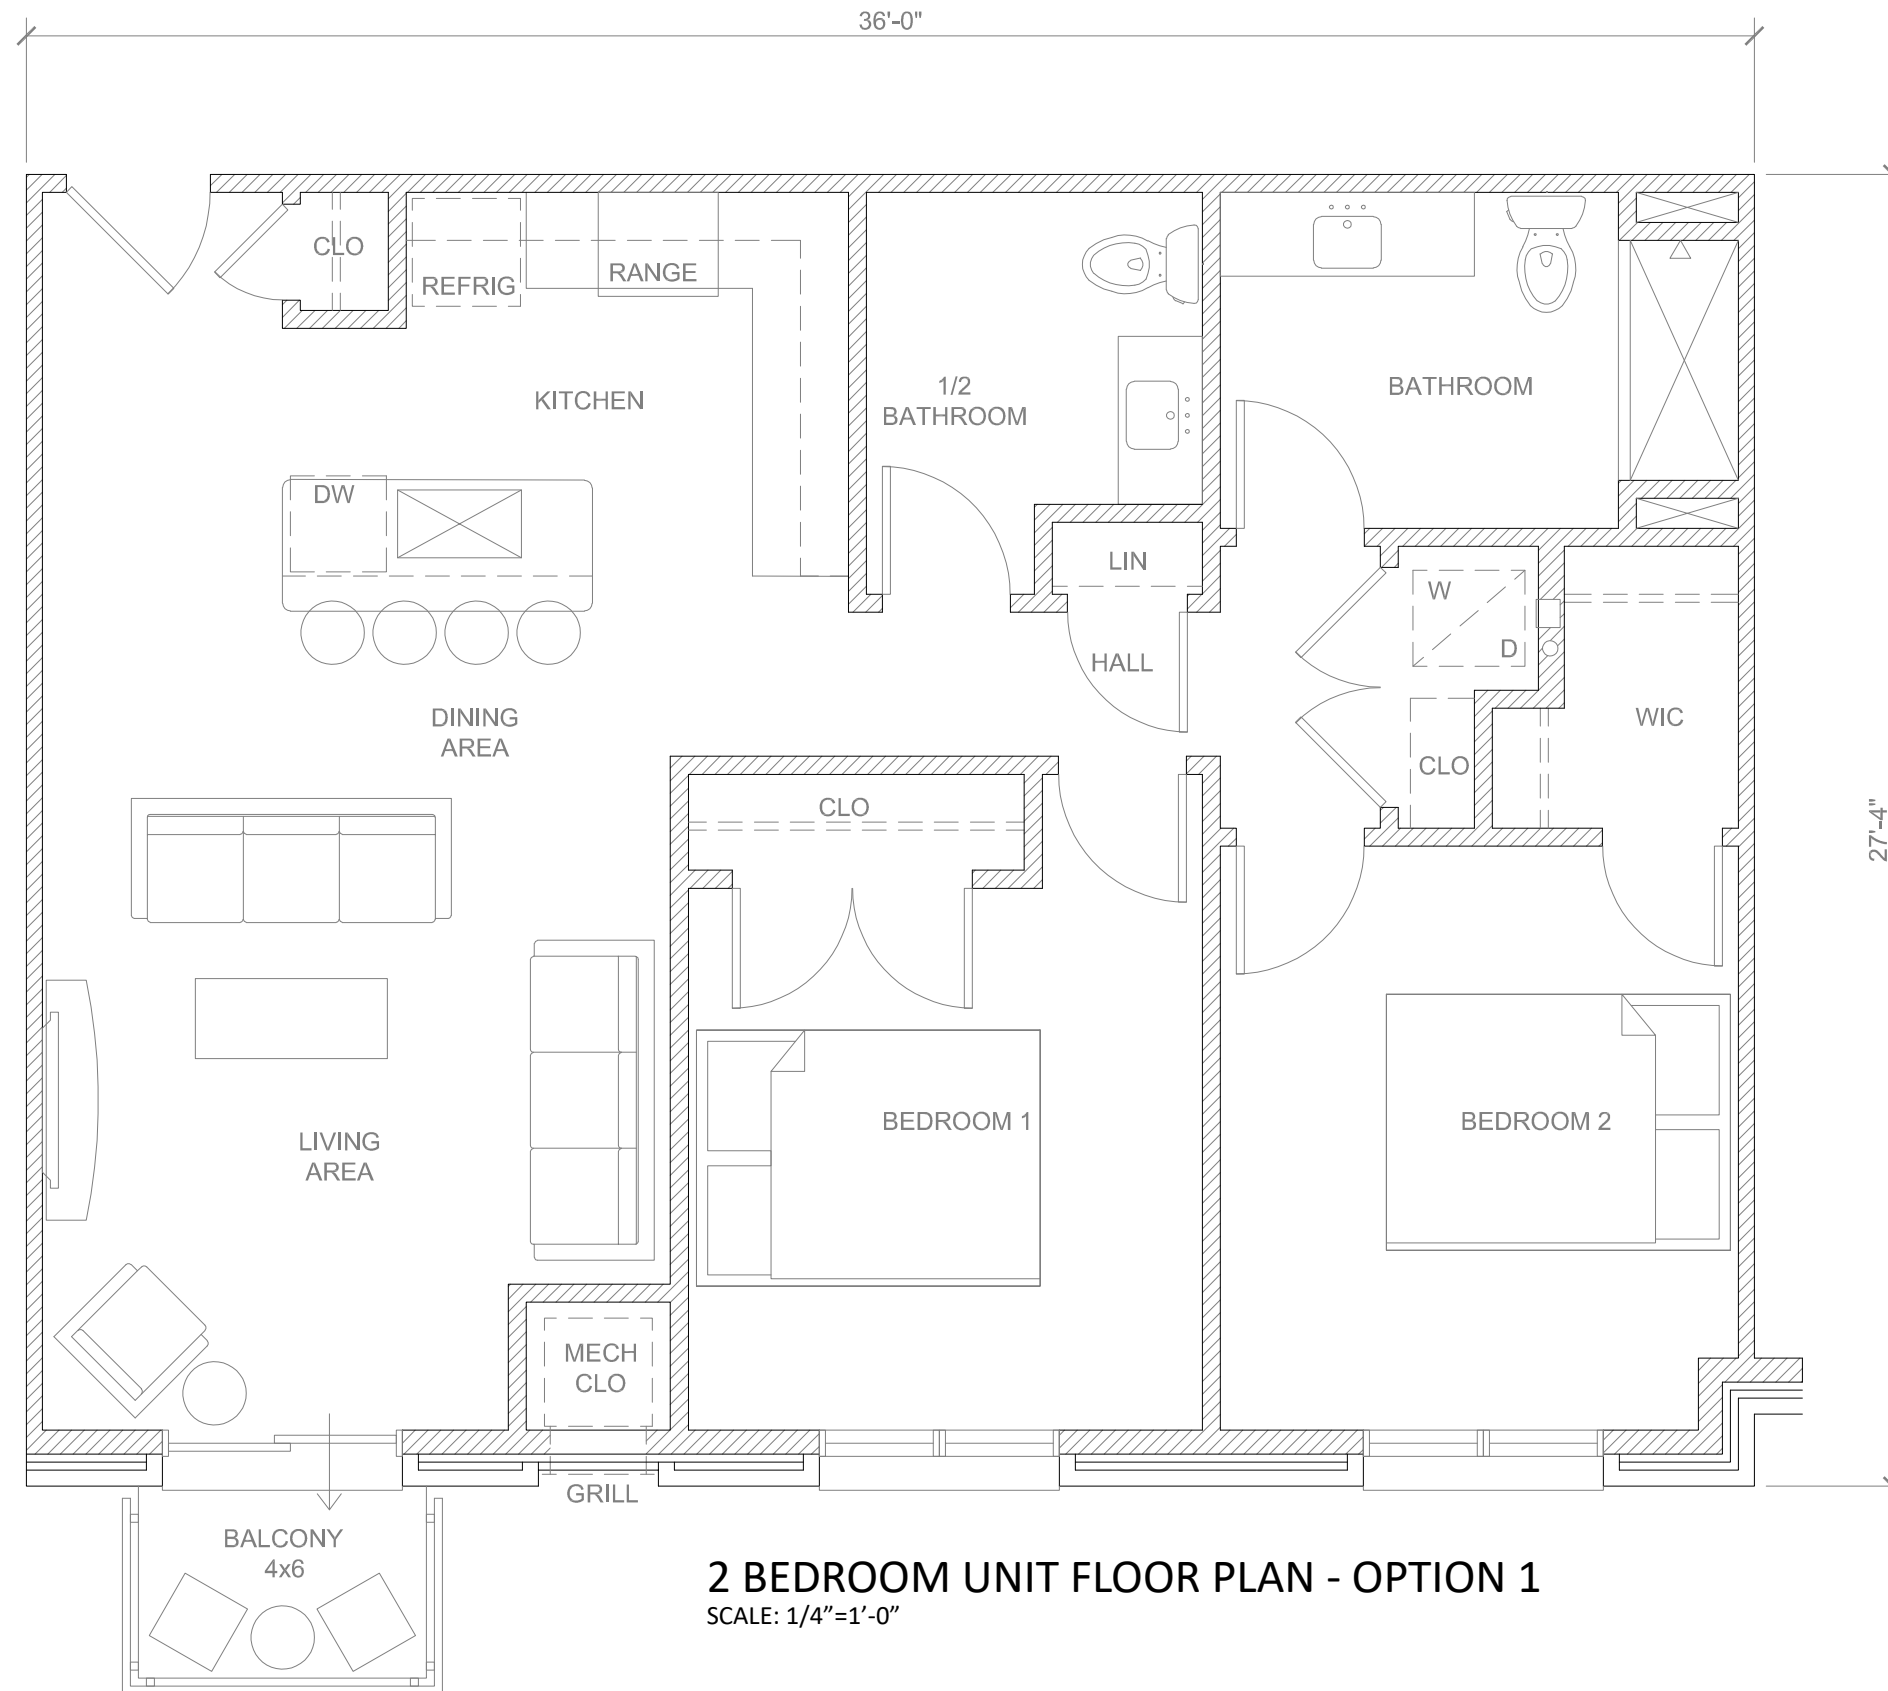 36'-0"
CLO
REFRIG
RANGE
KITCHEN
1/2
BATHROOM
BATHROOM
DW
LIN
W
D
HALL
WIC
DINING
AREA
CLO
CLO
27'-4"
LIVING
AREA
BEDROOM 1
BEDROOM 2
MECH
CLO
GRILL
BALCONY
4x6
2 BEDROOM UNIT FLOOR PLAN - OPTION 1
SCALE: 1/4”=1’-0”